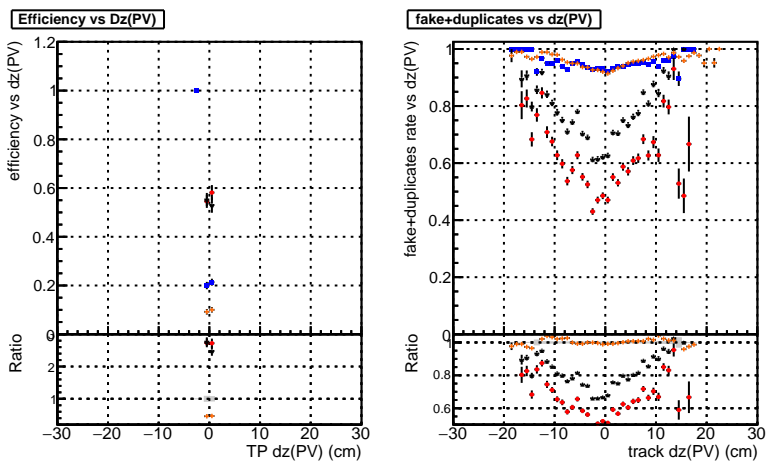 Efficiency vs Dz(PV)
efficiency vs dz(PV)
1.2
1
0.8
0.6
0.4
0.2
0
Ratio
2
1
−30 −20 −10 0 10 20 30
TP dz(PV) (cm)
fake+duplicates vs dz(PV)
fake+duplicates rate vs dz(PV)
1
0.8
0.6
0.4
0.2
Ratio
1
0.8
0.6
−30 −20 −10 0 10 20 30
track dz(PV) (cm)